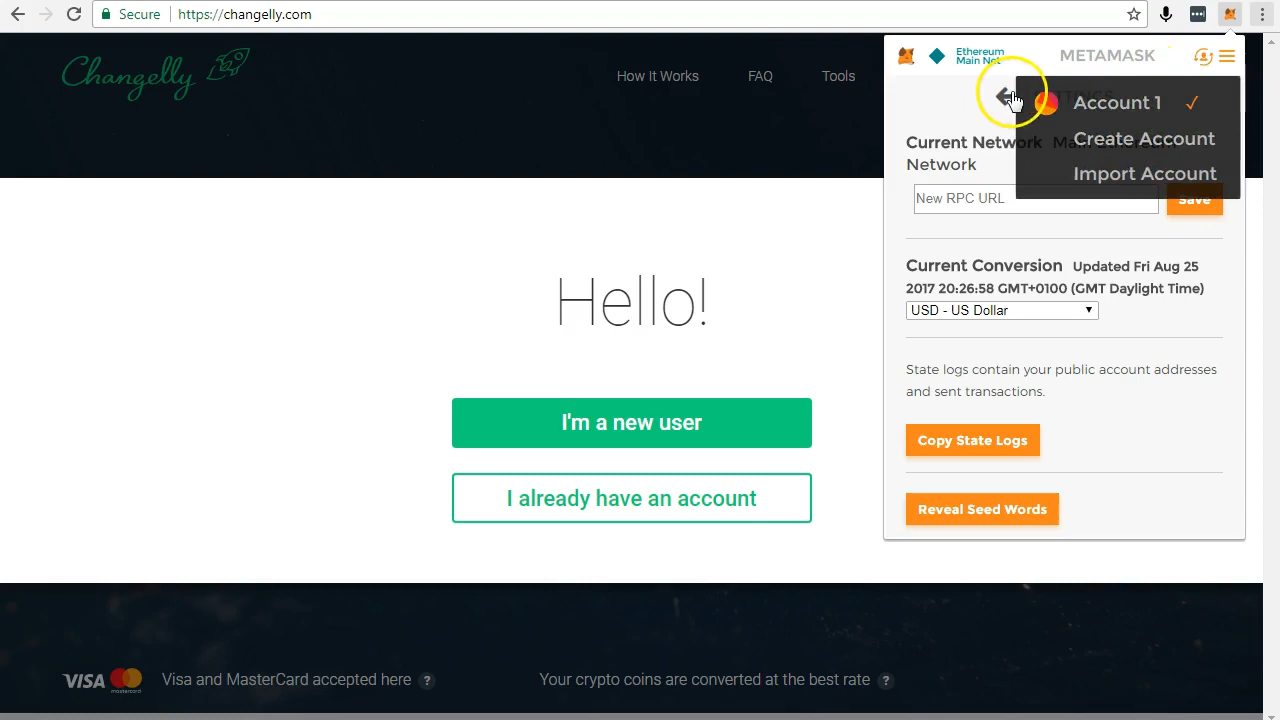 Secure https://changelly.com
Changelly
How It Works FAQ Tools
Ethereum
Main Net
METAMASK
Account 1 ✓
Create Account
Import Account
Current Network
Network
New RPC URL
Save
Current Conversion Updated Fri Aug 25
2017 20:26:58 GMT+0100 (GMT Daylight Time)
USD - US Dollar
State logs contain your public account addresses
and sent transactions.
Copy State Logs
Reveal Seed Words
Hello!
I'm a new user
I already have an account
VISA mastercard Visa and MasterCard accepted here ?
Your crypto coins are converted at the best rate ?